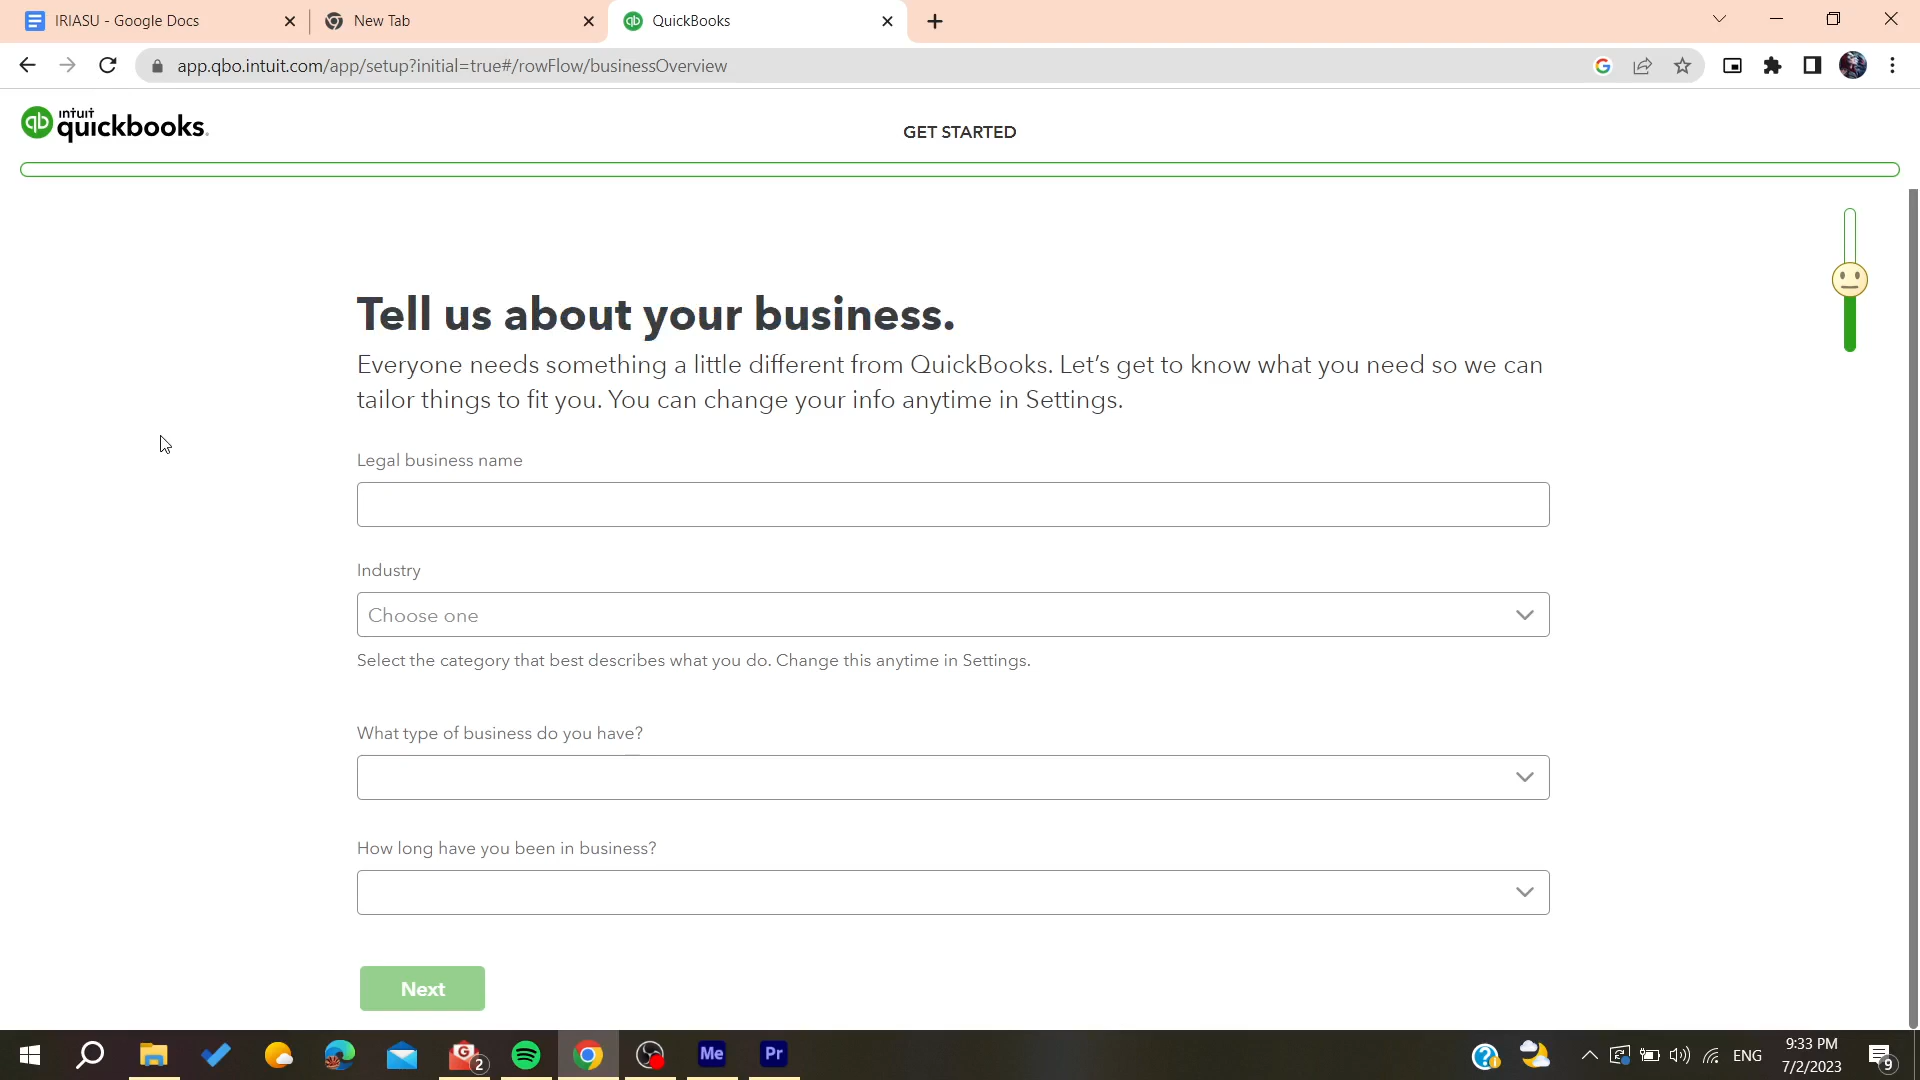 IRIASU - Google Docs
New Tab
QuickBooks
app.qbo.intuit.com/app/setup?initial=true#/rowFlow/businessOverview
intuit
quickbooks.
GET STARTED
Tell us about your business.
Everyone needs something a little different from QuickBooks. Let’s get to know what you need so we can
tailor things to fit you. You can change your info anytime in Settings.
Legal business name
Industry
Choose one
Select the category that best describes what you do. Change this anytime in Settings.
What type of business do you have?
How long have you been in business?
Next
2
Me
Pr
ENG
9:33 PM
7/2/2023
9